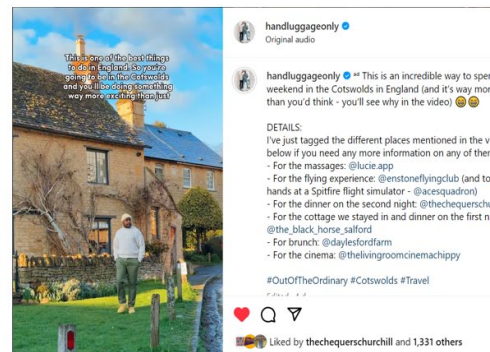 This is one of the best things
to do in England. So you're
going to be in the Cotswolds
and you'll be doing something
way more exciting than just
handluggageonly
Original audio
handluggageonly ad This is an incredible way to spe
weekend in the Cotswolds in England (and it's way mor
than you'd think - you'll see why in the video)
DETAILS:
I've just tagged the different places mentioned in the v
below if you need any more information on any of the
- For the massages: @lucie.app
- For the flying experience: @enstoneflyingclub (and to
hands at a Spitfire flight simulator - @acesquadron)
- For the dinner on the second night: @thechequersch
- For the cottage we stayed in and dinner on the first n
@the_black_horse_salford
- For brunch: @daylesfordfarm
- For the cinema: @thelivingroomcinemachippy
#OutOfTheOrdinary #Cotswolds #Travel
Liked by thechequerschurchill and 1,331 others